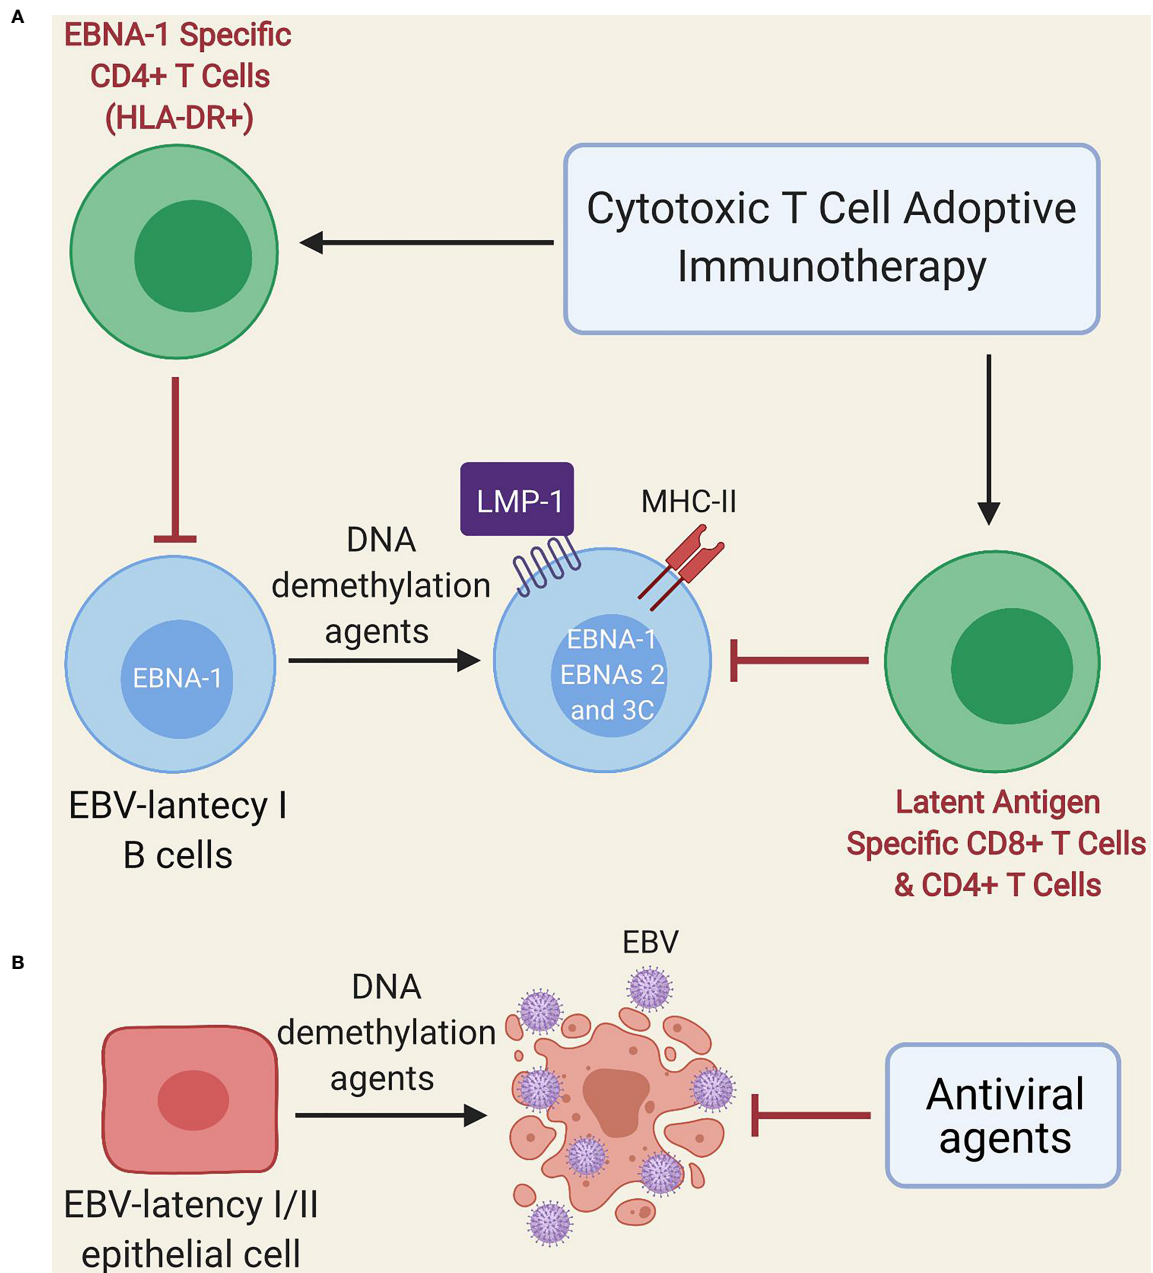 A
EBNA-1 Specific
CD4+ T Cells
(HLA-DR+)
Cytotoxic T Cell Adoptive
Immunotherapy
LMP-1
MHC-II
DNA
demethylation
agents
EBNA-1
EBNA-1
EBNAs 2
and 3C
EBV-lantecy I
B cells
Latent Antigen
Specific CD8+ T Cells
& CD4+ T Cells
B
EBV
DNA
demethylation
agents
Antiviral
agents
EBV-latency I/II
epithelial cell